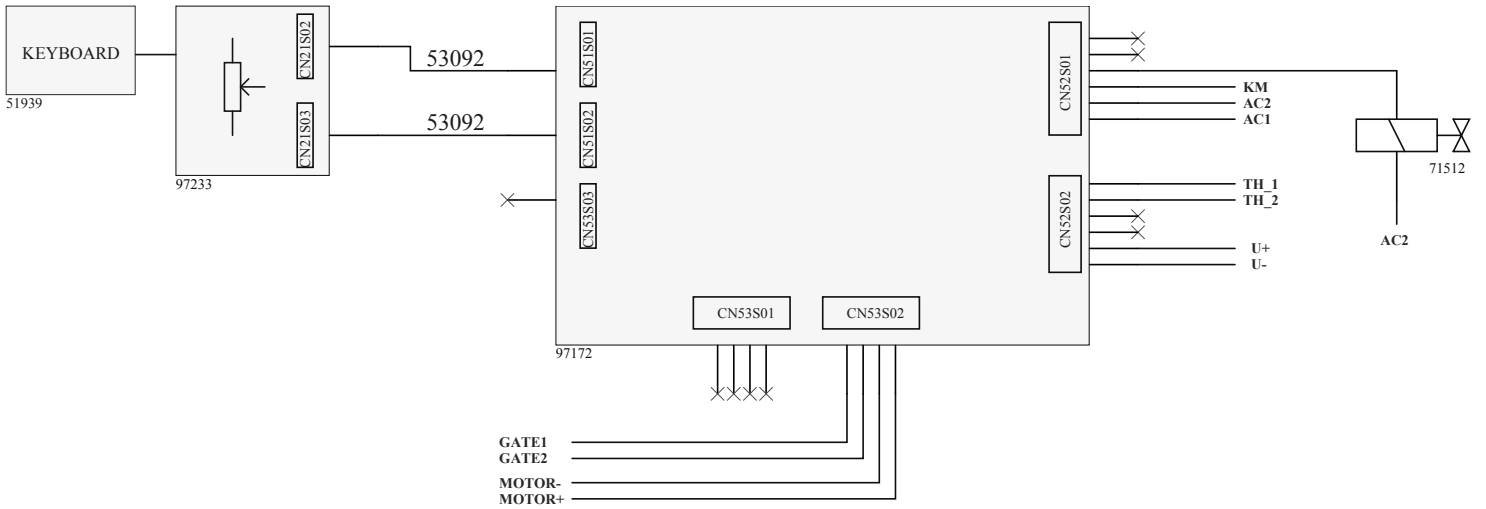 KEYBOARD
51939
CN21S02
CN21S03
97233
53092
53092
CN51S01
CN51S02
CN53S03
CN52S01
CN52S02
CN53S01
CN53S02
97172
KM
AC2
AC1
TH_1
TH_2
U+
U-
71512
AC2
GATE1
GATE2
MOTOR-
MOTOR+